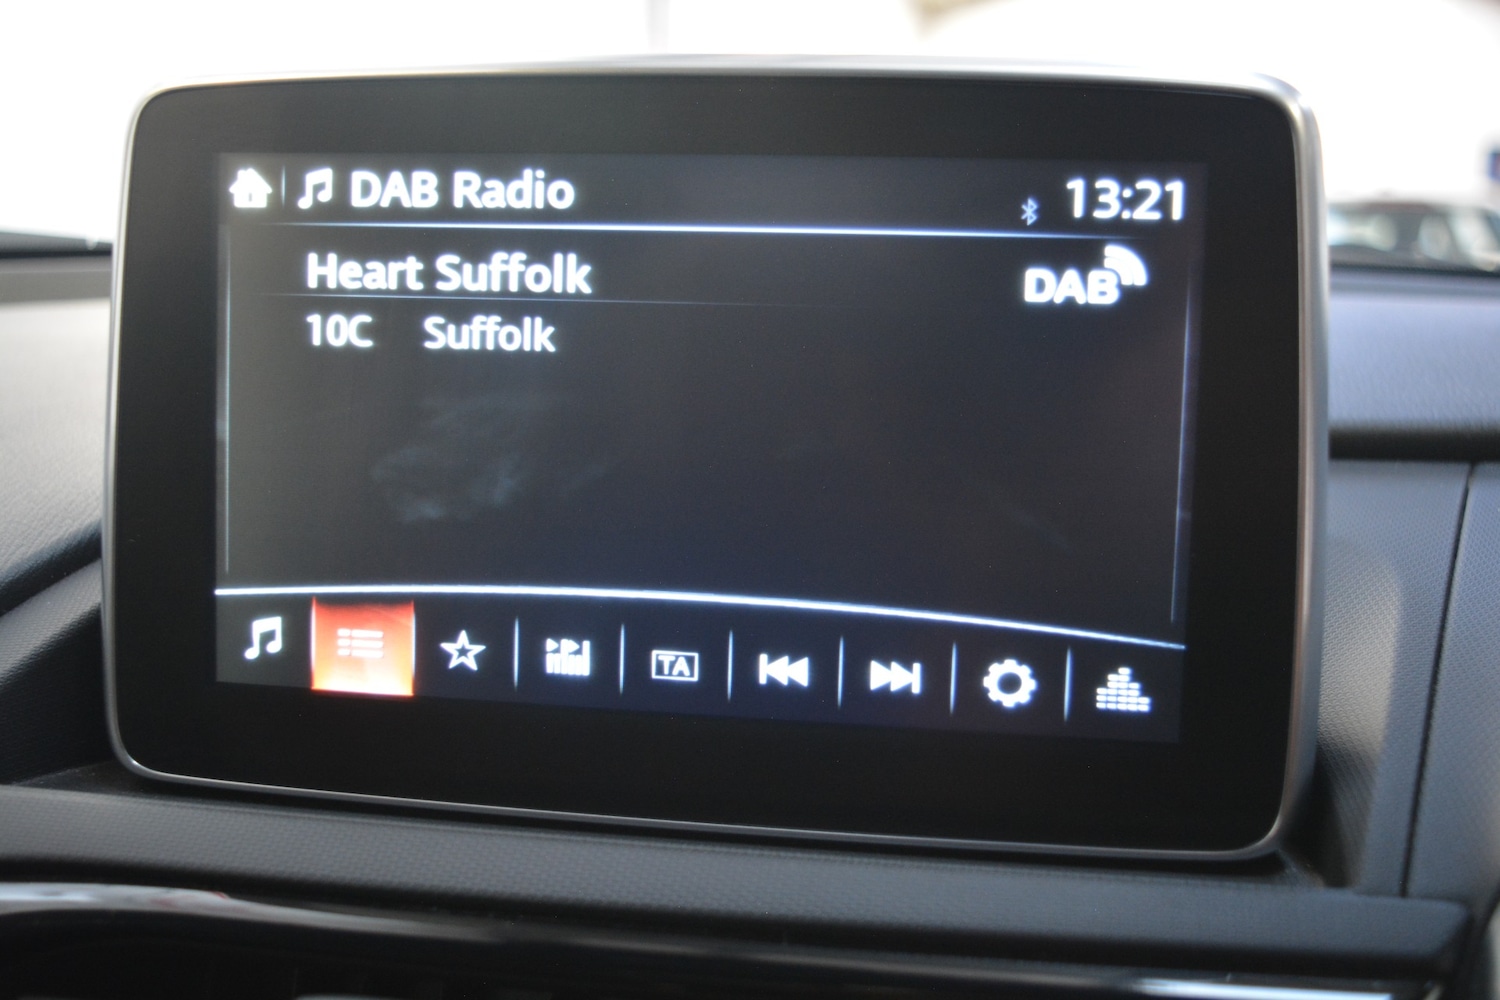 DAB Radio 13:21
Heart Suffolk DAB
10C Suffolk
TA